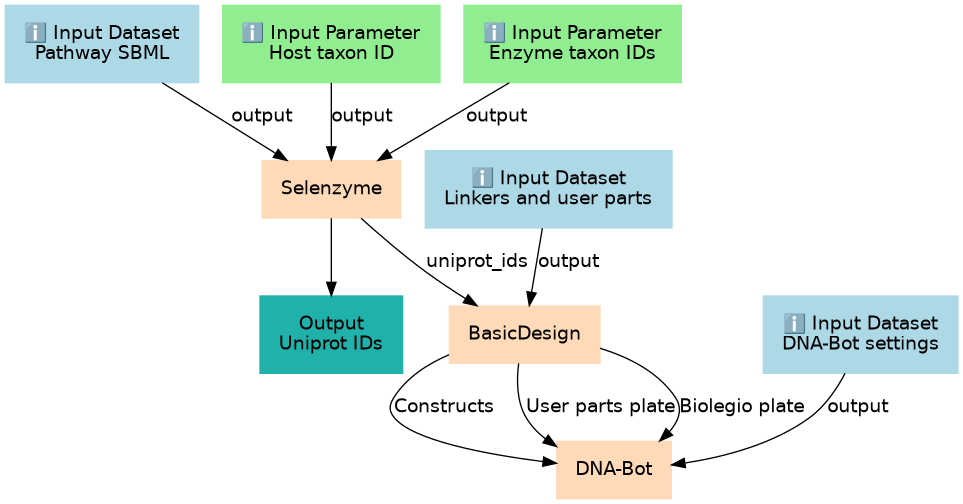 ℹ️ Input Dataset
Pathway SBML
ℹ️ Input Parameter
Host taxon ID
ℹ️ Input Parameter
Enzyme taxon IDs
output
output
output
Selenzyme
ℹ️ Input Dataset
Linkers and user parts
uniprot_ids
output
Output
Uniprot IDs
BasicDesign
ℹ️ Input Dataset
DNA-Bot settings
Constructs
User parts plate
Biolegio plate
output
DNA-Bot